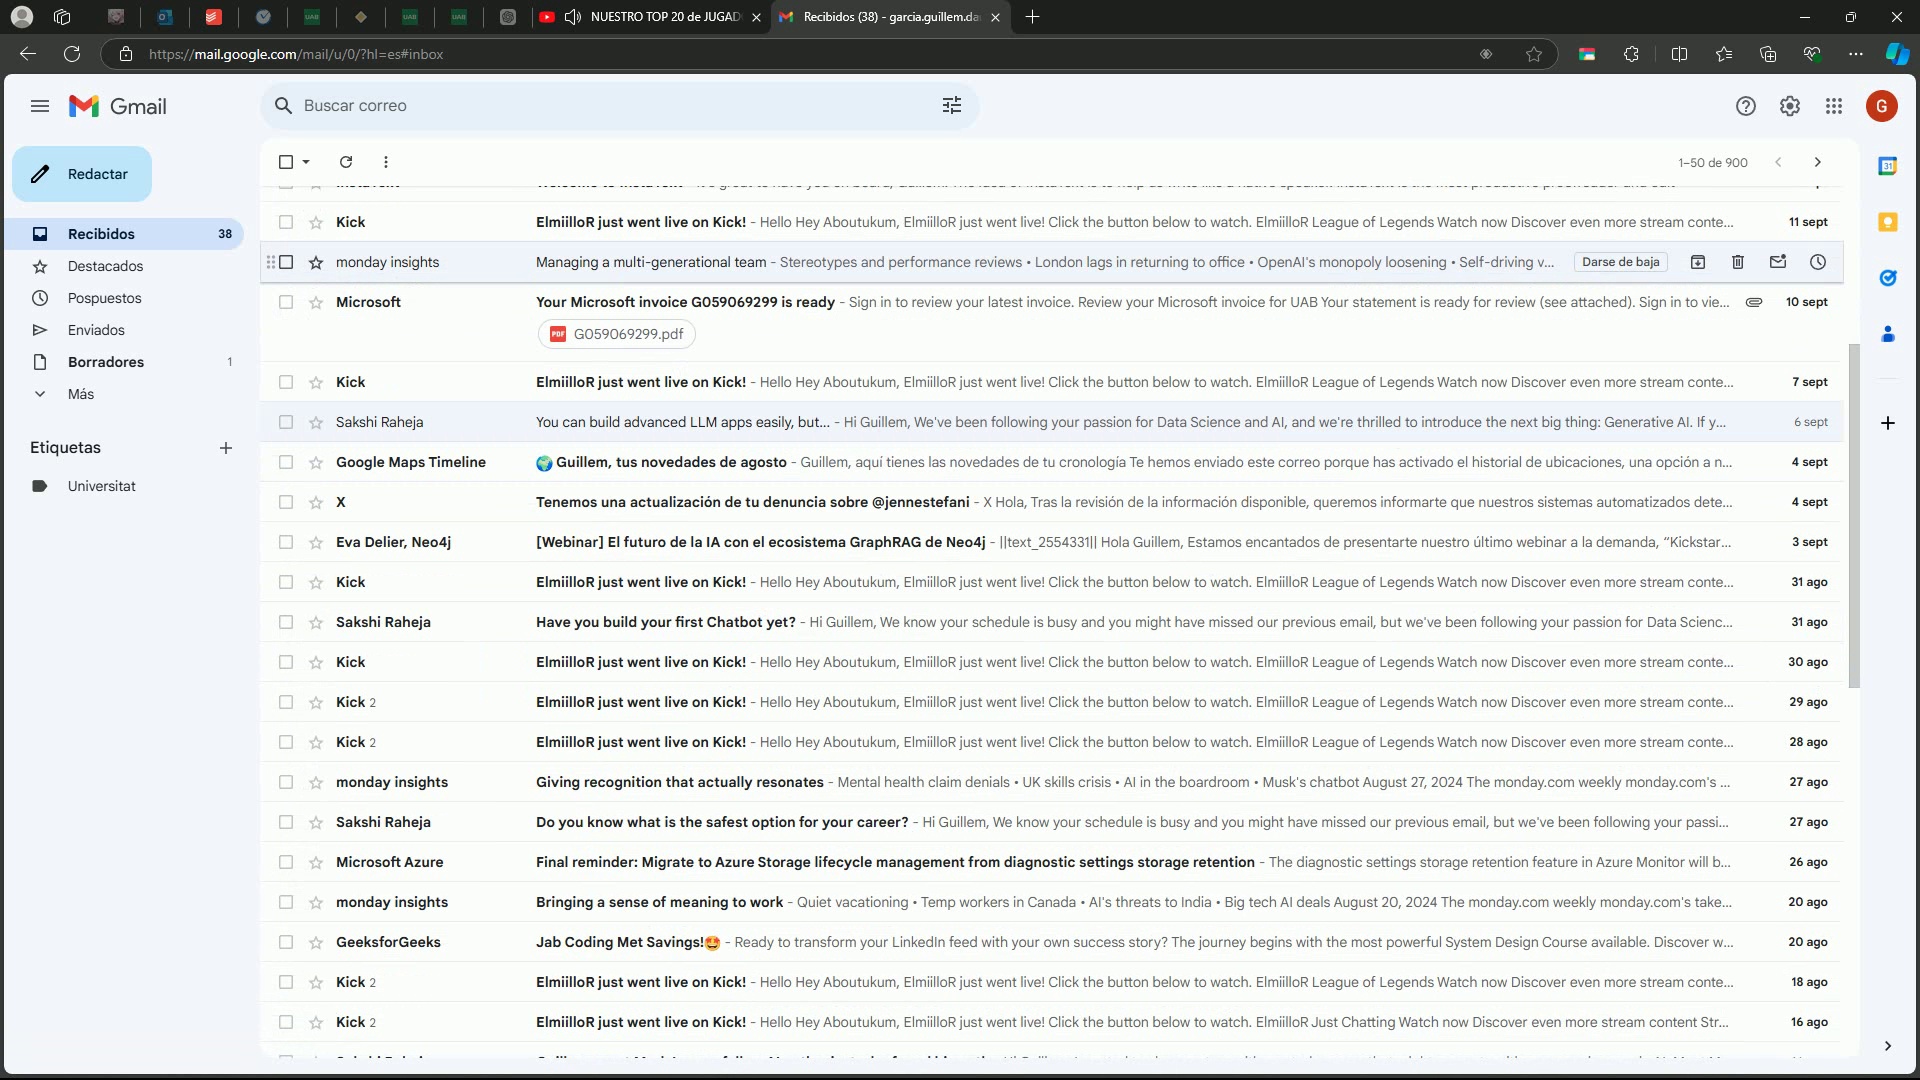 NUESTRO TOP 20 de JUGAD
Recibidos (38) - garcia.guillem.da
https://mail.google.com/mail/u/0/?hl=es#inbox
Gmail
Buscar correo
G
Redactar
1–50 de 900
Recibidos 38
Destacados
Pospuestos
Enviados
Borradores 1
Más
Etiquetas
Universitat
Kick ElmiilloR just went live on Kick! - Hello Hey Aboutukum, ElmiilloR just went live! Click the button below to watch. ElmiilloR League of Legends Watch now Discover even more stream conte... 11 sept
monday insights Managing a multi-generational team - Stereotypes and performance reviews • London lags in returning to office • OpenAI's monopoly loosening • Self-driving v... Darse de baja
Microsoft Your Microsoft invoice G059069299 is ready - Sign in to review your latest invoice. Review your Microsoft invoice for UAB Your statement is ready for review (see attached). Sign in to vie... 10 sept
PDF G059069299.pdf
Kick ElmiilloR just went live on Kick! - Hello Hey Aboutukum, ElmiilloR just went live! Click the button below to watch. ElmiilloR League of Legends Watch now Discover even more stream conte... 7 sept
Sakshi Raheja You can build advanced LLM apps easily, but... - Hi Guillem, We've been following your passion for Data Science and AI, and we're thrilled to introduce the next big thing: Generative AI. If y... 6 sept
Google Maps Timeline 🌍 Guillem, tus novedades de agosto - Guillem, aquí tienes las novedades de tu cronología Te hemos enviado este correo porque has activado el historial de ubicaciones, una opción a n... 4 sept
X Tenemos una actualización de tu denuncia sobre @jennestefani - X Hola, Tras la revisión de la información disponible, queremos informarte que nuestros sistemas automatizados dete... 4 sept
Eva Delier, Neo4j [Webinar] El futuro de la IA con el ecosistema GraphRAG de Neo4j - ||text_2554331|| Hola Guillem, Estamos encantados de presentarte nuestro último webinar a la demanda, “Kickstar... 3 sept
Kick ElmiilloR just went live on Kick! - Hello Hey Aboutukum, ElmiilloR just went live! Click the button below to watch. ElmiilloR League of Legends Watch now Discover even more stream conte... 31 ago
Sakshi Raheja Have you build your first Chatbot yet? - Hi Guillem, We know your schedule is busy and you might have missed our previous email, but we've been following your passion for Data Scienc... 31 ago
Kick ElmiilloR just went live on Kick! - Hello Hey Aboutukum, ElmiilloR just went live! Click the button below to watch. ElmiilloR League of Legends Watch now Discover even more stream conte... 30 ago
Kick 2 ElmiilloR just went live on Kick! - Hello Hey Aboutukum, ElmiilloR just went live! Click the button below to watch. ElmiilloR League of Legends Watch now Discover even more stream conte... 29 ago
Kick 2 ElmiilloR just went live on Kick! - Hello Hey Aboutukum, ElmiilloR just went live! Click the button below to watch. ElmiilloR League of Legends Watch now Discover even more stream conte... 28 ago
monday insights Giving recognition that actually resonates - Mental health claim denials • UK skills crisis • AI in the boardroom • Musk's chatbot August 27, 2024 The monday.com weekly monday.com's ... 27 ago
Sakshi Raheja Do you know what is the safest option for your career? - Hi Guillem, We know your schedule is busy and you might have missed our previous email, but we've been following your passi... 27 ago
Microsoft Azure Final reminder: Migrate to Azure Storage lifecycle management from diagnostic settings storage retention - The diagnostic settings storage retention feature in Azure Monitor will b... 26 ago
monday insights Bringing a sense of meaning to work - Quiet vacationing • Temp workers in Canada • AI's threats to India • Big tech AI deals August 20, 2024 The monday.com weekly monday.com's take... 20 ago
GeeksforGeeks Jab Coding Met Savings!🤩 - Ready to transform your LinkedIn feed with your own success story? The journey begins with the most powerful System Design Course available. Discover w... 20 ago
Kick 2 ElmiilloR just went live on Kick! - Hello Hey Aboutukum, ElmiilloR just went live! Click the button below to watch. ElmiilloR League of Legends Watch now Discover even more stream conte... 18 ago
Kick 2 ElmiilloR just went live on Kick! - Hello Hey Aboutukum, ElmiilloR just went live! Click the button below to watch. ElmiilloR Just Chatting Watch now Discover even more stream content Str... 16 ago